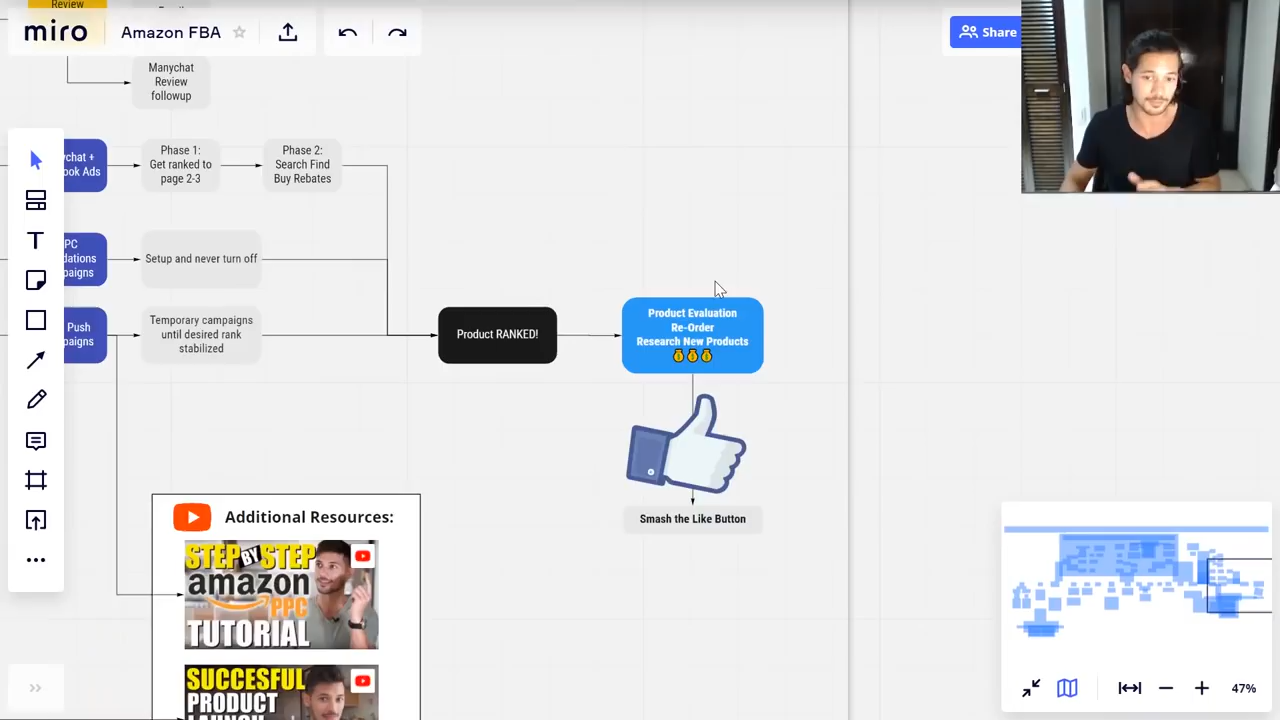 Review
miro
Amazon FBA
Share
Manychat
Review
followup
ychat +
ook Ads
Phase 1:
Get ranked to
page 2-3
Phase 2:
Search Find
Buy Rebates
PC
dations
paigns
Setup and never turn off
Push
paigns
Temporary campaigns
until desired rank
stabilized
Product RANKED!
Product Evaluation
Re-Order
Research New Products
Smash the Like Button
Additional Resources:
STEP BY STEP
amazon
PPC
TUTORIAL
SUCCESFUL
PRODUCT
LAUNCH
47%